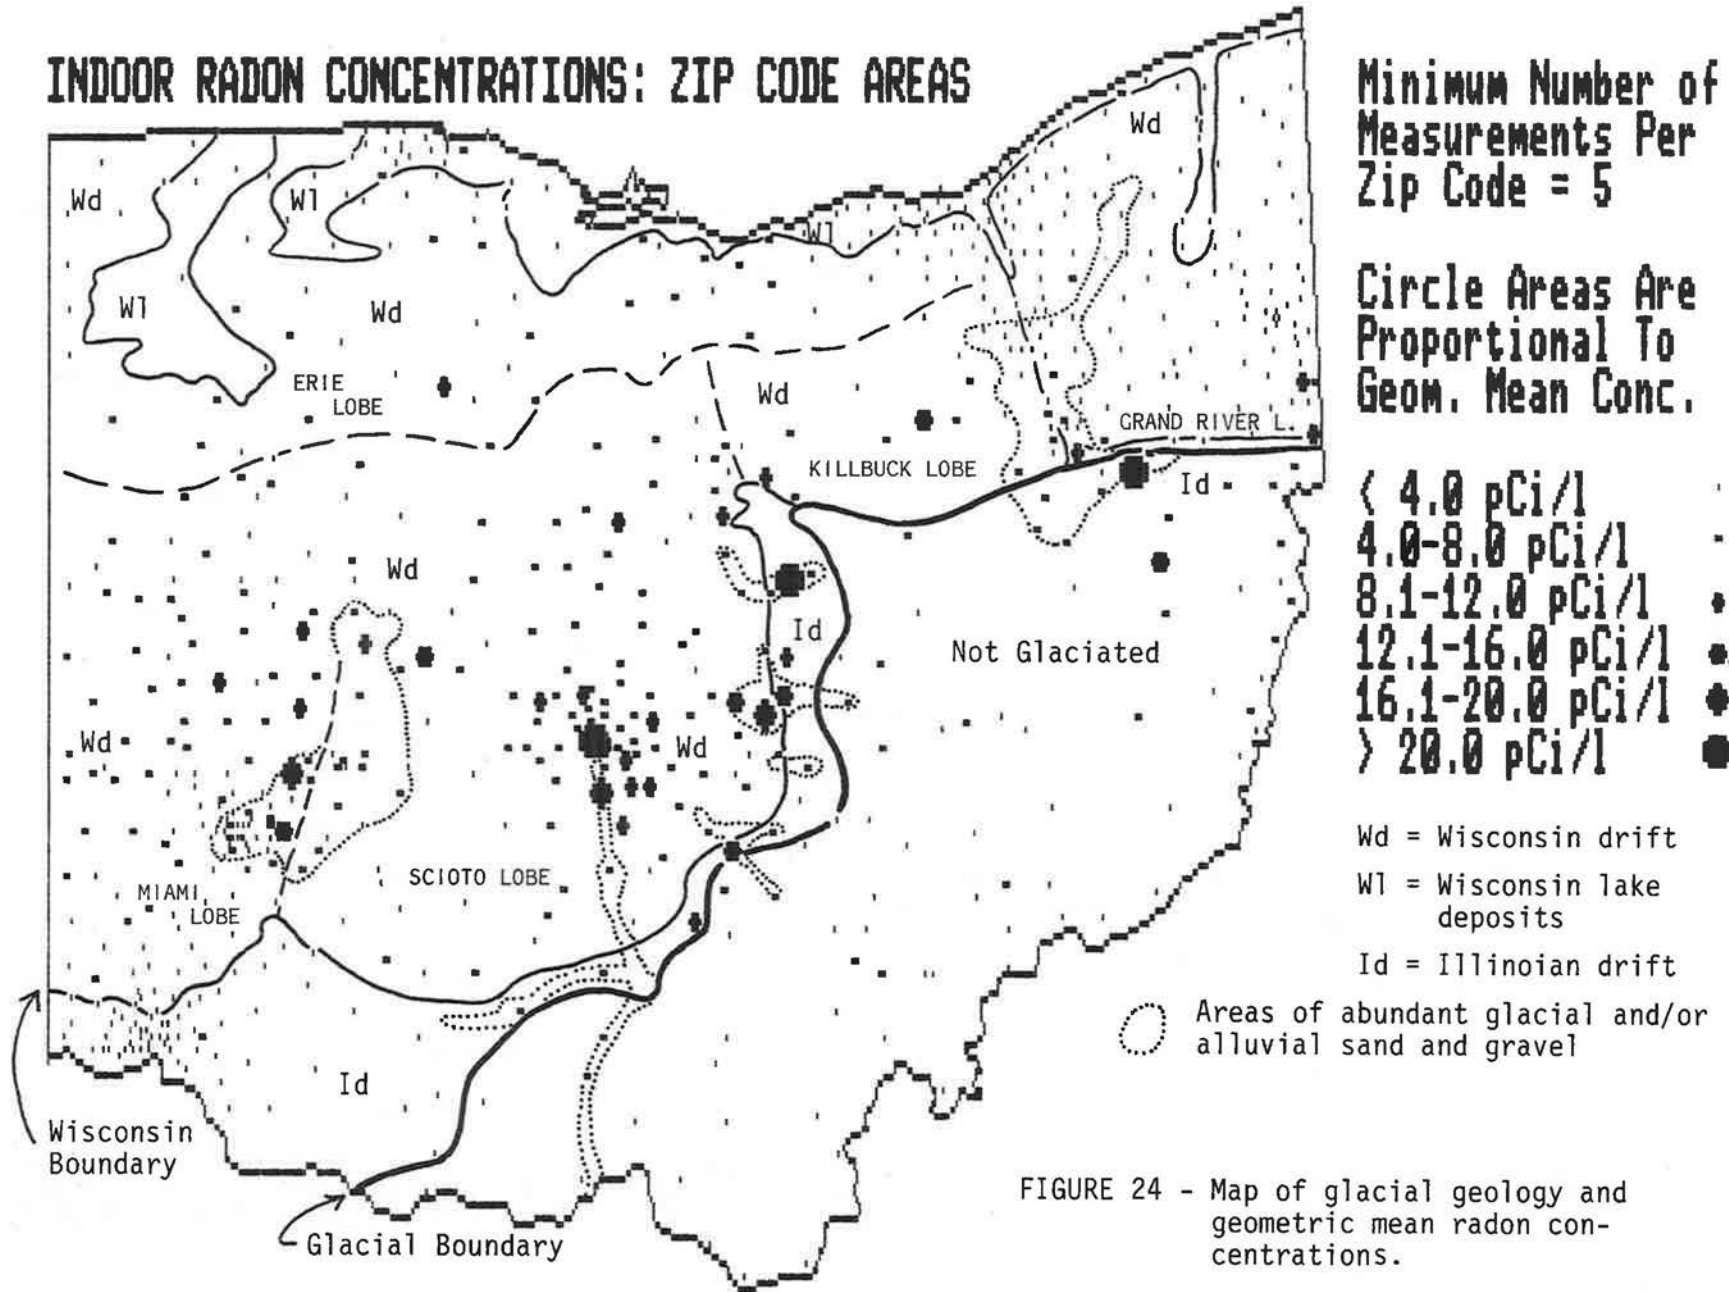 INDOOR RADON CONCENTRATIONS: ZIP CODE AREAS
Minimum Number of
Measurements Per
Zip Code = 5
Circle Areas Are
Proportional To
Geom. Mean Conc.
< 4.0 pCi/l
4.0-8.0 pCi/l
8.1-12.0 pCi/l
12.1-16.0 pCi/l
16.1-20.0 pCi/l
> 20.0 pCi/l
Wd = Wisconsin drift
Wl = Wisconsin lake
deposits
Id = Illinoian drift
Areas of abundant glacial and/or
alluvial sand and gravel
Wd
Wd
Wl
Wl
Wl
Wd
ERIE
LOBE
Wd
GRAND RIVER L.
KILLBUCK LOBE
Id
Wd
Id
Not Glaciated
Wd
Wd
SCIOTO LOBE
MIAMI
LOBE
Id
Wisconsin
Boundary
Glacial Boundary
FIGURE 24 - Map of glacial geology and
geometric mean radon con-
centrations.